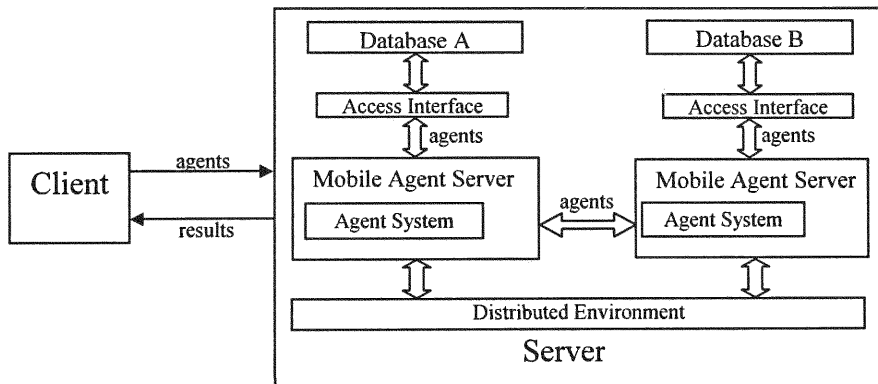 Database A
Database B
Access Interface
Access Interface
agents
agents
Client
agents
results
Mobile Agent Server
Agent System
agents
Mobile Agent Server
Agent System
Distributed Environment
Server